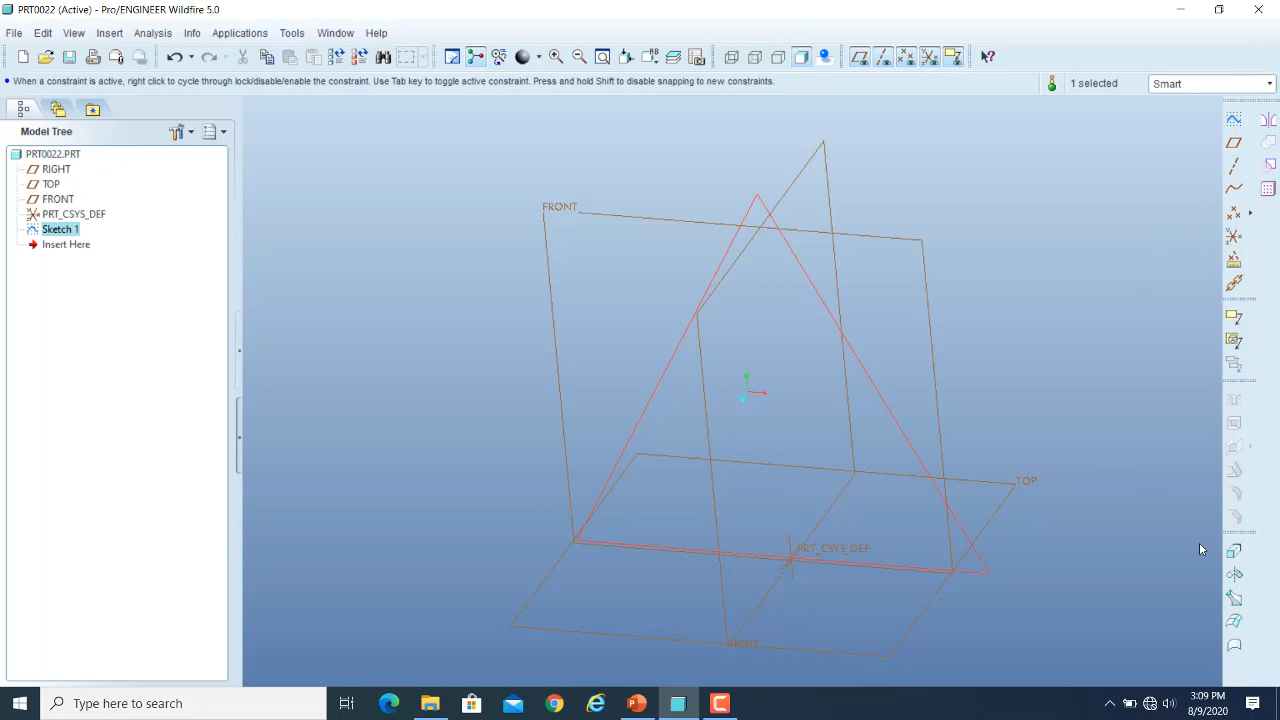 PRT0022 (Active) - Pro/ENGINEER Wildfire 5.0
File Edit View Insert Analysis Info Applications Tools Window Help
When a constraint is active, right click to cycle through lock/disable/enable the constraint. Use Tab key to toggle active constraint. Press and hold Shift to disable snapping to new constraints.
1 selected
Smart
Model Tree
PRT0022.PRT
RIGHT
TOP
FRONT
PRT_CSYS_DEF
Sketch 1
Insert Here
FRONT
TOP
PRT_CSYS_DEF
RIGHT
Type here to search
3:09 PM
8/9/2020